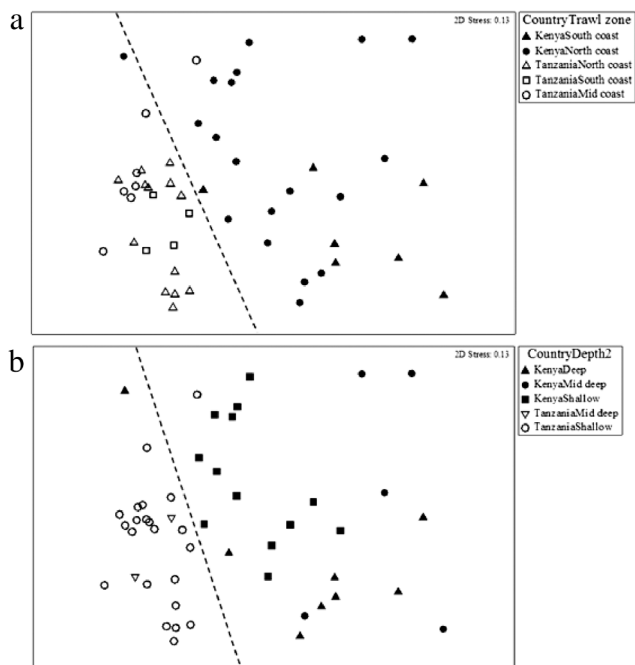 a
2D Stress: 0.13
CountryTrawl zone
KenyaSouth coast
KenyaNorth coast
TanzaniaNorth coast
TanzaniaSouth coast
TanzaniaMid coast
b
2D Stress: 0.13
CountryDepth2
KenyaDeep
KenyaMid deep
KenyaShallow
TanzaniaMid deep
TanzaniaShallow